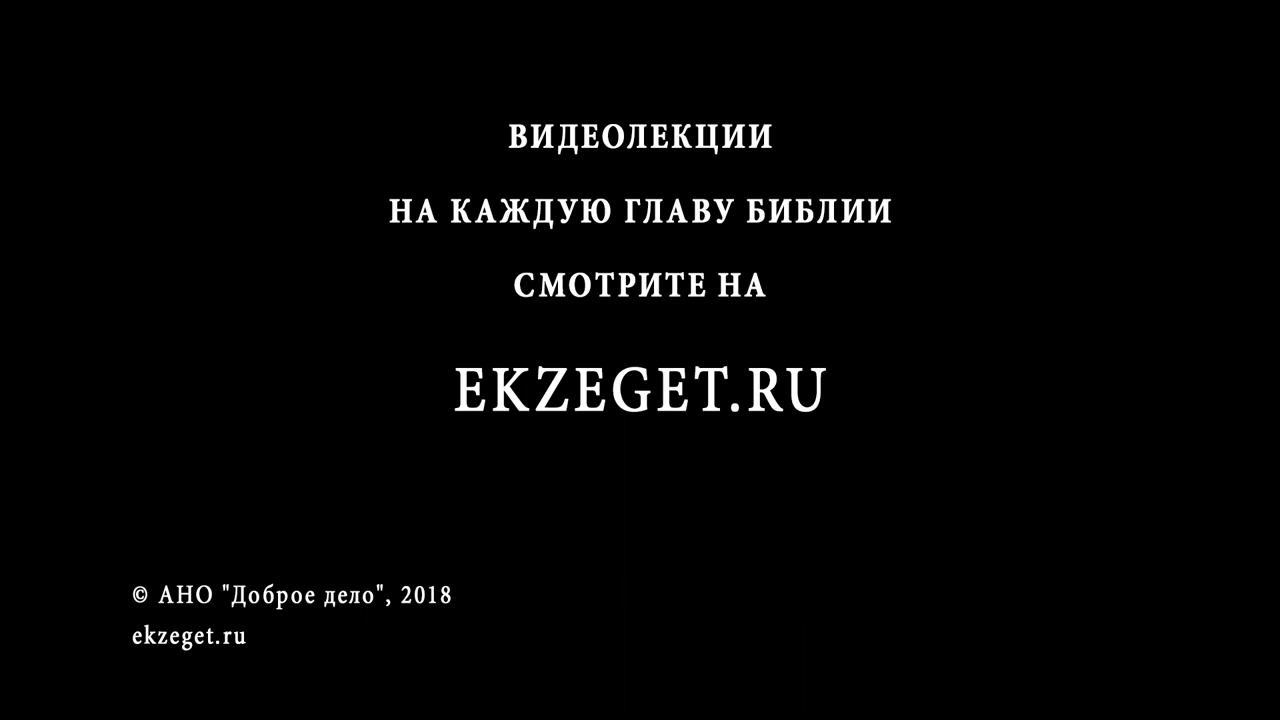 ВИДЕОЛЕКЦИИ
НА КАЖДУЮ ГЛАВУ БИБЛИИ
СМОТРИТЕ НА
EKZEGET.RU
© АНО "Доброе дело", 2018
ekzeget.ru